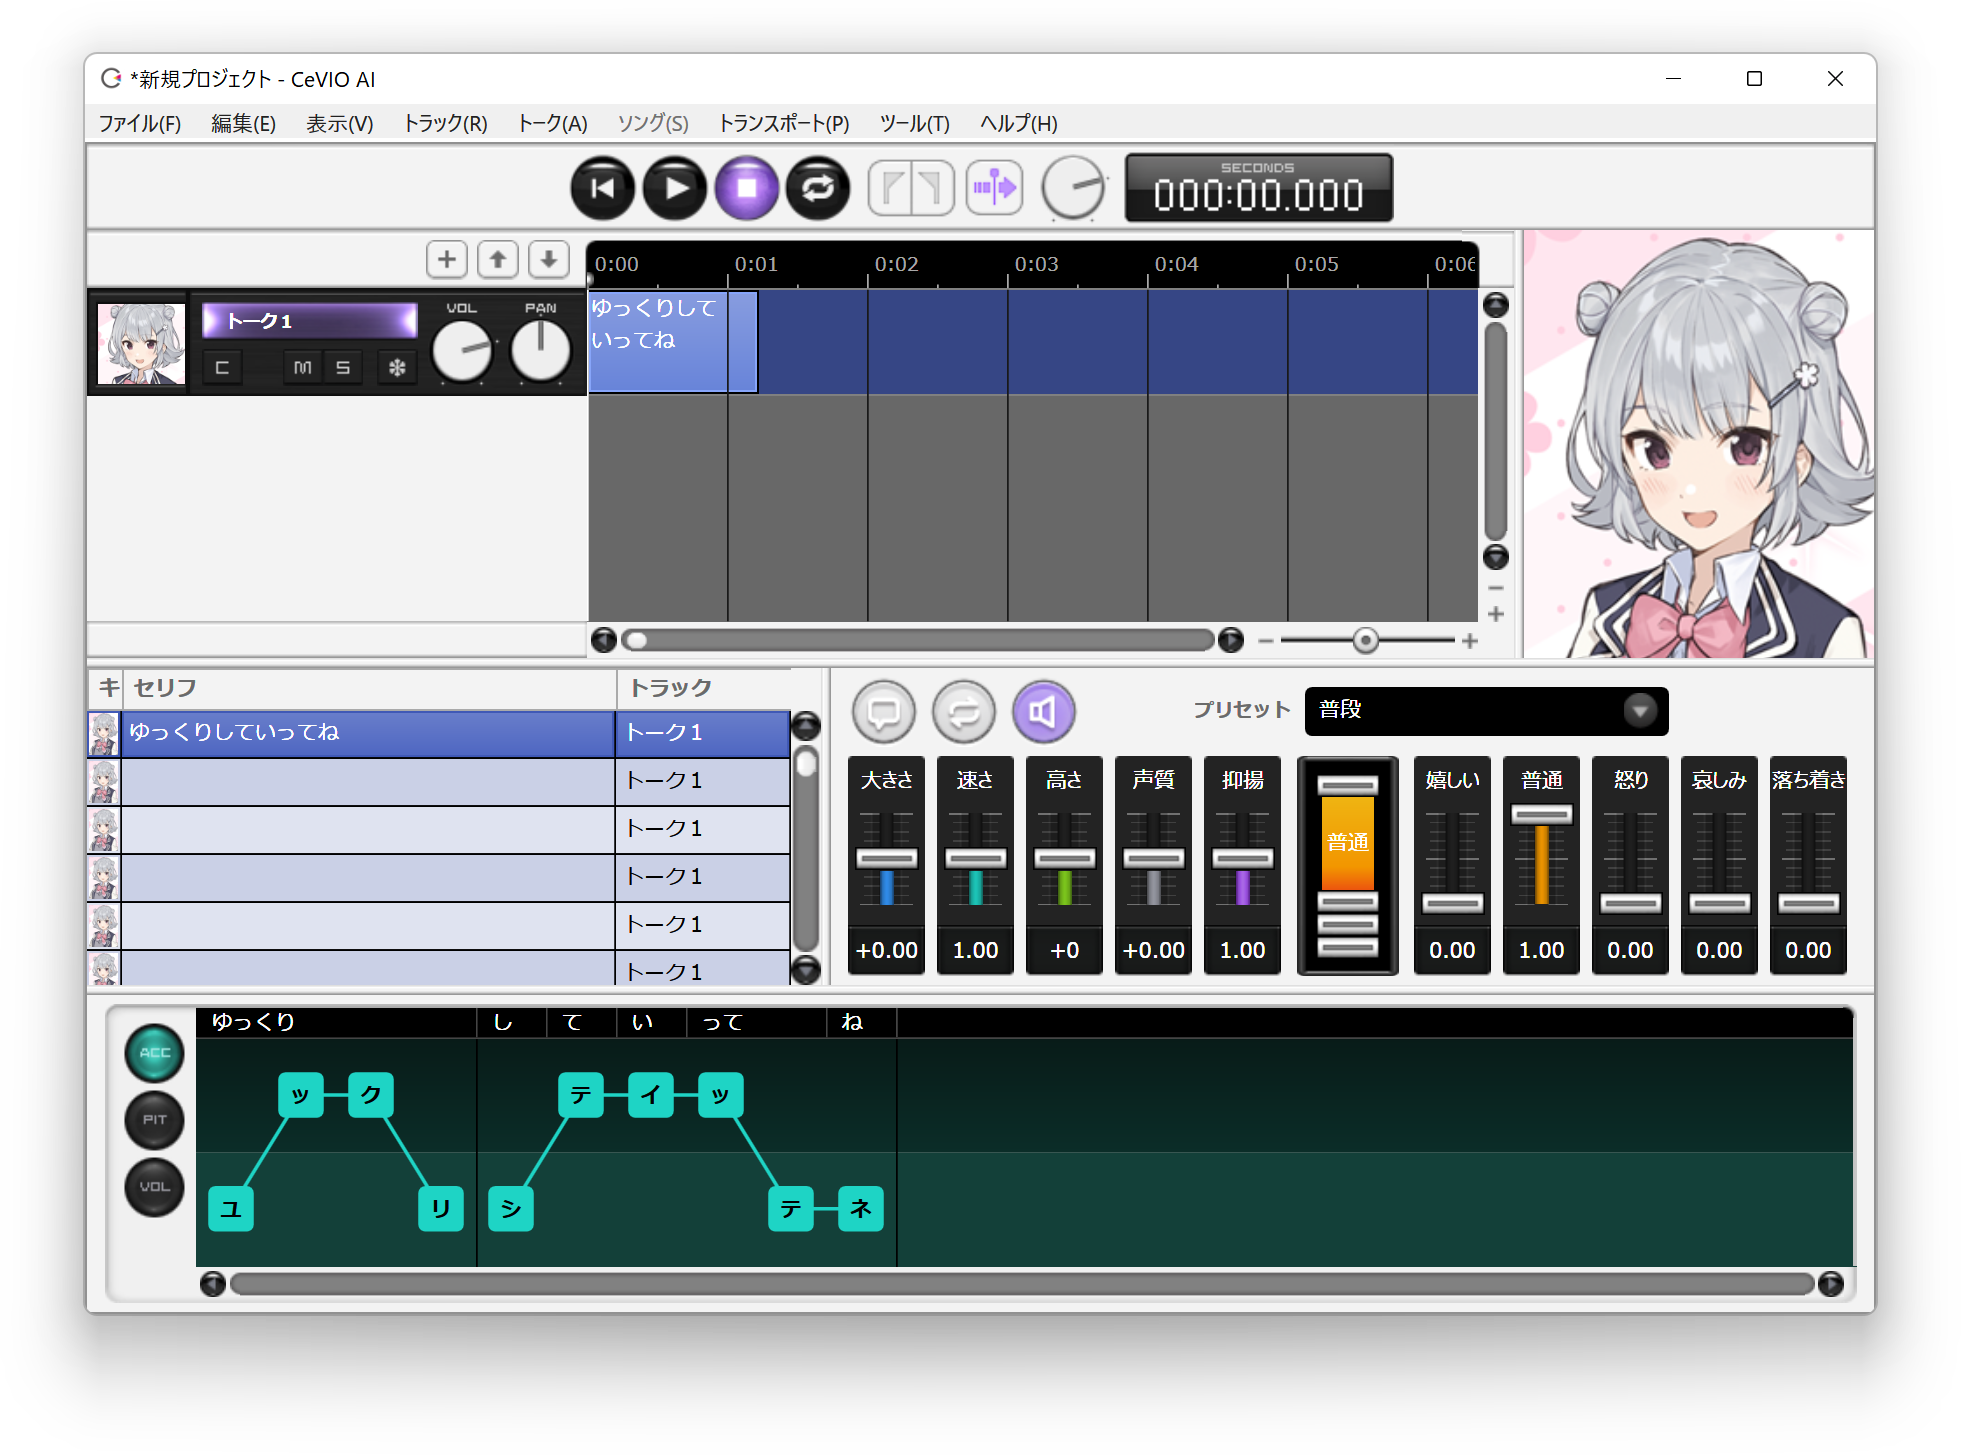 *新規プロジェクト - CeVIO AI
ファイル(F) 編集(E) 表示(V) トラック(R) トーク(A) ソング(S) トランスポート(P) ツール(T) ヘルプ(H)
SECONDS
000:00.000
0:00 0:01 0:02 0:03 0:04 0:05 0:06
トーク1
VOL PAN
C M S
ゆっくりして
いってね
キ セリフ トラック
ゆっくりしていってね トーク1
トーク1
トーク1
トーク1
トーク1
トーク1
プリセット 普段
大きさ 速さ 高さ 声質 抑揚 普通 嬉しい 普通 怒り 哀しみ 落ち着き
+0.00 1.00 +0 +0.00 1.00 0.00 1.00 0.00 0.00 0.00
ゆっくり し て い って ね
ACC
PIT
VOL
ユ ッ ク リ シ テ イ ッ テ ネ